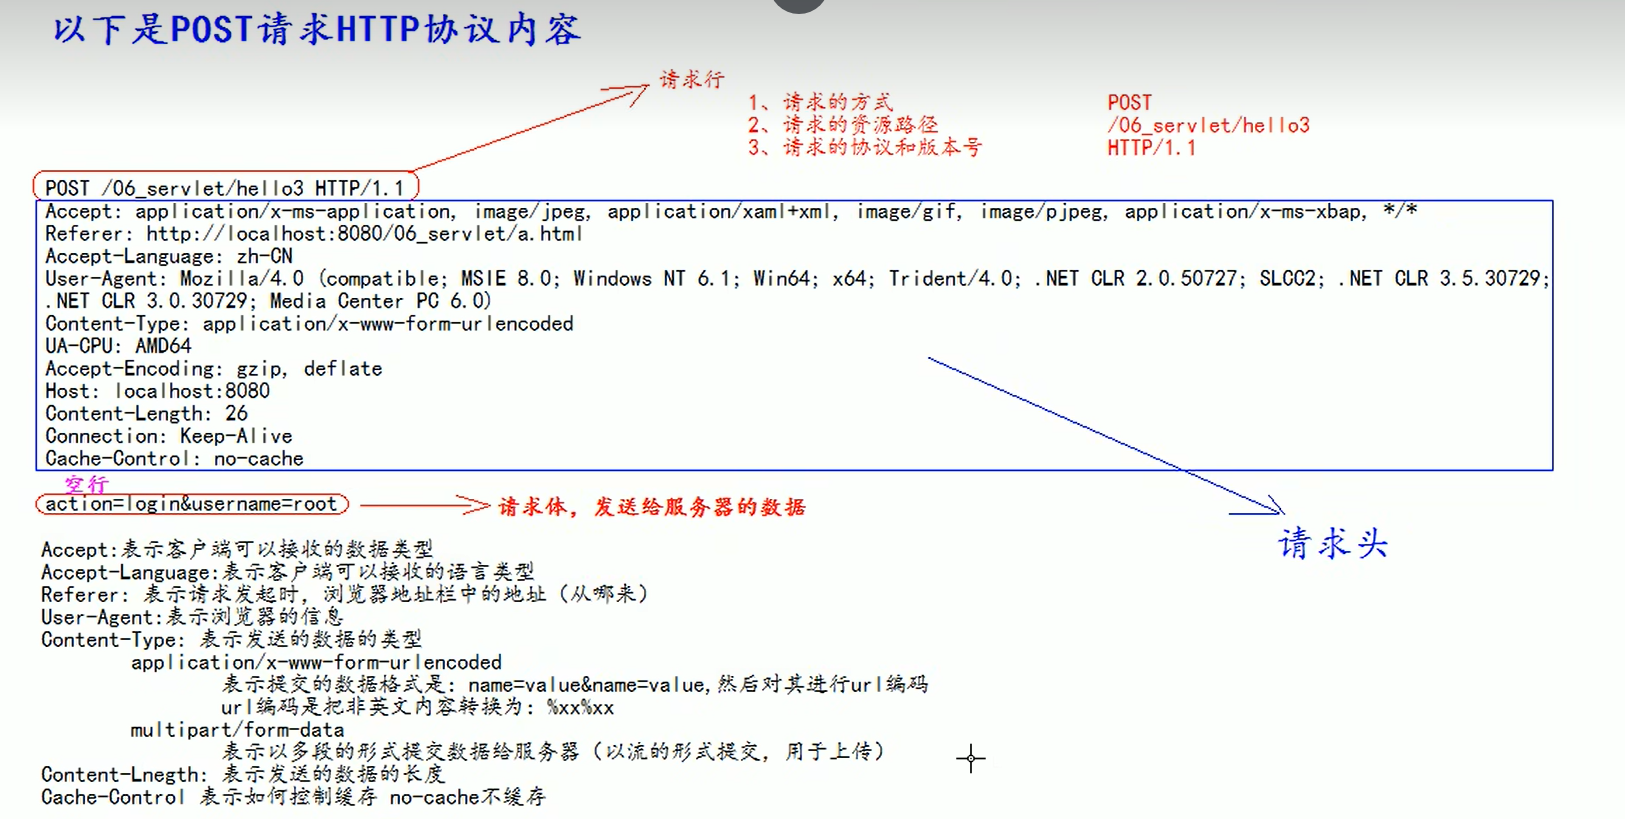 以下是POST请求HTTP协议内容
请求行
1、请求的方式 POST
2、请求的资源路径 /06_servlet/hello3
3、请求的协议和版本号 HTTP/1.1
POST /06_servlet/hello3 HTTP/1.1
Accept: application/x-ms-application, image/jpeg, application/xaml+xml, image/gif, image/pjpeg, application/x-ms-xbap, */*
Referer: http://localhost:8080/06_servlet/a.html
Accept-Language: zh-CN
User-Agent: Mozilla/4.0 (compatible; MSIE 8.0; Windows NT 6.1; Win64; x64; Trident/4.0; .NET CLR 2.0.50727; SLCC2; .NET CLR 3.5.30729;
.NET CLR 3.0.30729; Media Center PC 6.0)
Content-Type: application/x-www-form-urlencoded
UA-CPU: AMD64
Accept-Encoding: gzip, deflate
Host: localhost:8080
Content-Length: 26
Connection: Keep-Alive
Cache-Control: no-cache
空行
action=login&username=root
请求体，发送给服务器的数据
请求头
Accept:表示客户端可以接收的数据类型
Accept-Language:表示客户端可以接收的语言类型
Referer: 表示请求发起时，浏览器地址栏中的地址（从哪来）
User-Agent:表示浏览器的信息
Content-Type: 表示发送的数据的类型
application/x-www-form-urlencoded
表示提交的数据格式是: name=value&name=value,然后对其进行url编码
url编码是把非英文内容转换为: %xx%xx
multipart/form-data
表示以多段的形式提交数据给服务器（以流的形式提交，用于上传）
Content-Lnegth: 表示发送的数据的长度
Cache-Control 表示如何控制缓存 no-cache不缓存